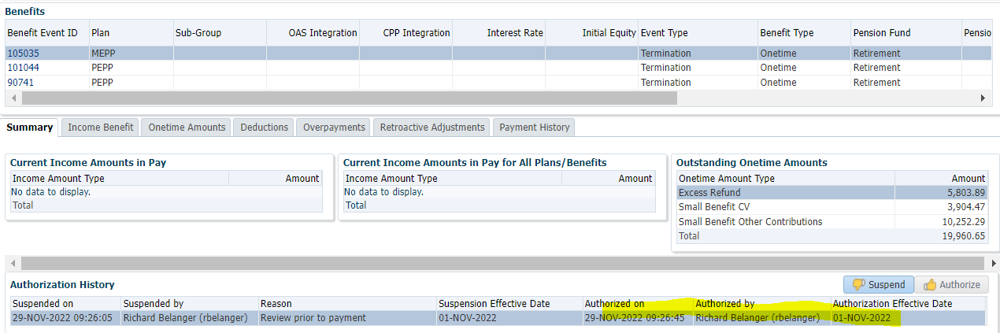 Benefits
Benefit Event ID Plan Sub-Group OAS Integration CPP Integration Interest Rate Initial Equity Event Type Benefit Type Pension Fund Pensio
105035 MEPP Termination Onetime Retirement
101044 PEPP Termination Onetime Retirement
90741 PEPP Termination Onetime Retirement
Summary Income Benefit Onetime Amounts Deductions Overpayments Retroactive Adjustments Payment History
Current Income Amounts in Pay
Income Amount Type Amount
No data to display.
Total
Current Income Amounts in Pay for All Plans/Benefits
Income Amount Type Amount
No data to display.
Total
Outstanding Onetime Amounts
Onetime Amount Type Amount
Excess Refund 5,803.89
Small Benefit CV 3,904.47
Small Benefit Other Contributions 10,252.29
Total 19,960.65
Authorization History Suspend Authorize
Suspended on Suspended by Reason Suspension Effective Date Authorized on Authorized by Authorization Effective Date
29-NOV-2022 09:26:05 Richard Belanger (rbelanger) Review prior to payment 01-NOV-2022 29-NOV-2022 09:26:45 Richard Belanger (rbelanger) 01-NOV-2022